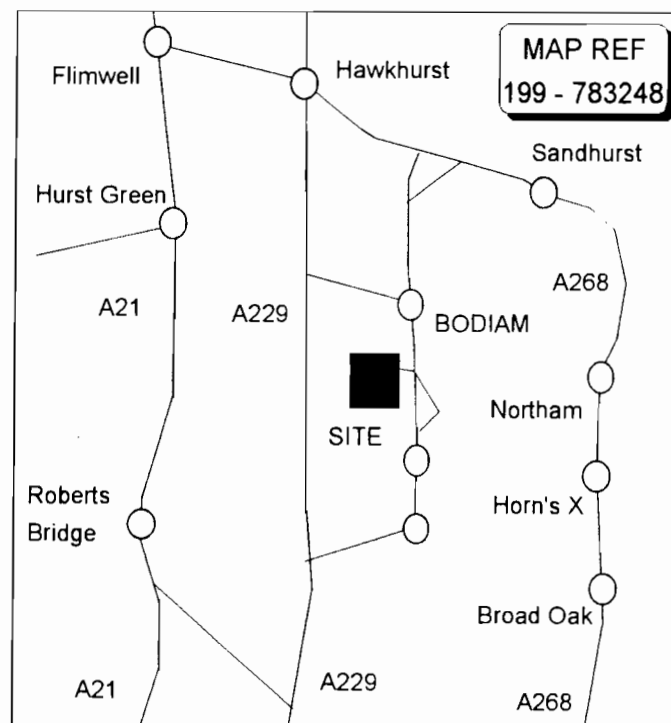 MAP REF
199 - 783248
Flimwell
Hawkhurst
Sandhurst
Hurst Green
A21
A229
A268
BODIAM
SITE
Northam
Roberts
Bridge
Horn's X
Broad Oak
A21
A229
A268